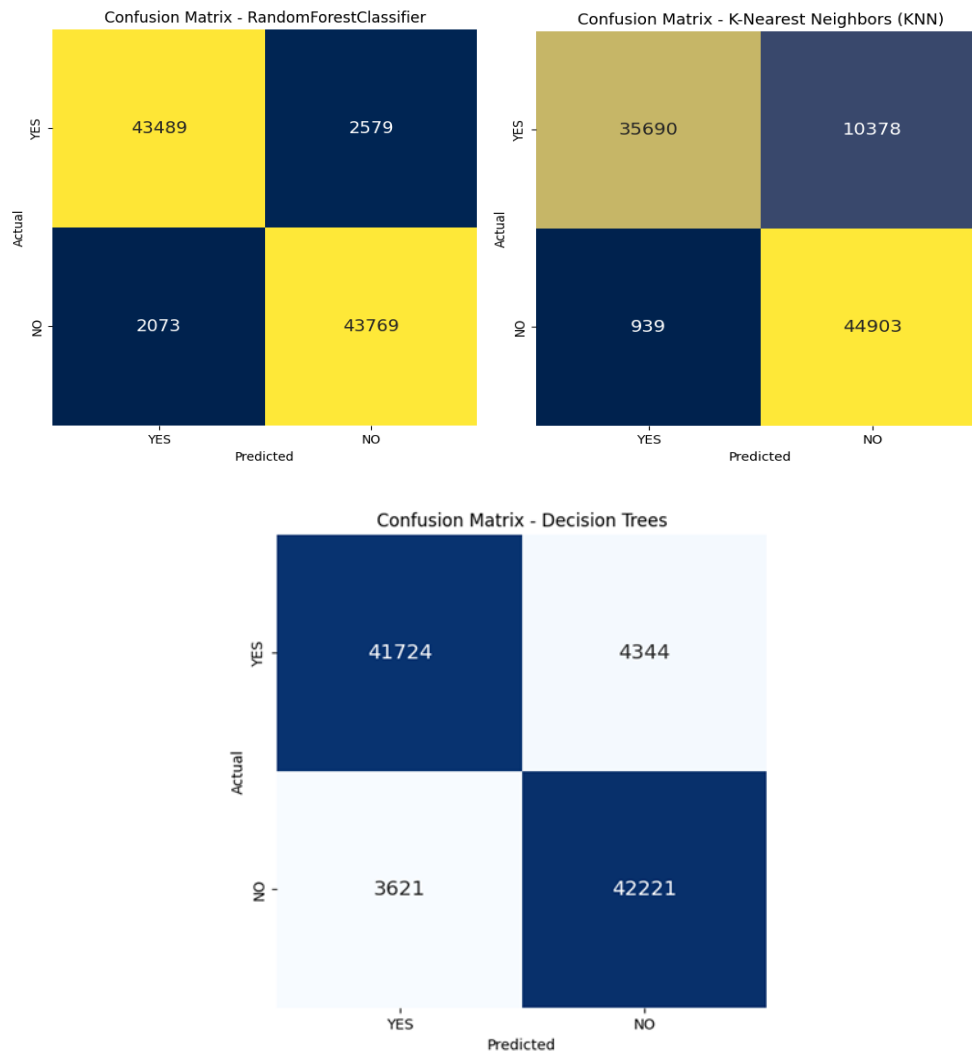 Confusion Matrix - RandomForestClassifier
YES
43489
2579
Actual
NO
2073
43769
YES
NO
Predicted
Confusion Matrix - K-Nearest Neighbors (KNN)
YES
35690
10378
Actual
NO
939
44903
YES
NO
Predicted
Confusion Matrix - Decision Trees
YES
41724
4344
Actual
NO
3621
42221
YES
NO
Predicted